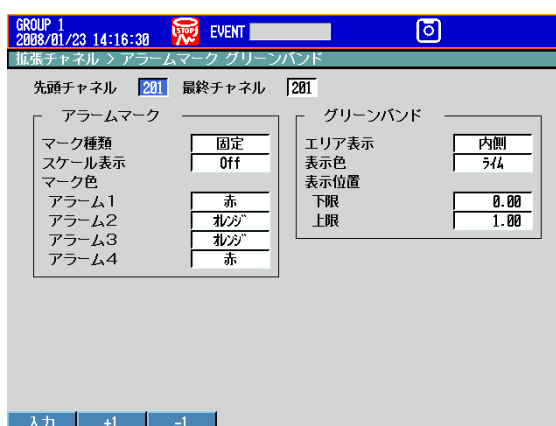 GROUP 1
2008/01/23 14:16:30
STOP
EVENT
拡張チャネル > アラームマーク グリーンバンド
先頭チャネル 201 最終チャネル 201
アラームマーク
マーク種類 固定
スケール表示 Off
マーク色
アラーム1 赤
アラーム2 ｵﾚﾝｼﾞ
アラーム3 ｵﾚﾝｼﾞ
アラーム4 赤
グリーンバンド
エリア表示 内側
表示色 ﾗｲﾑ
表示位置
下限 0.00
上限 1.00
入力 +1 -1